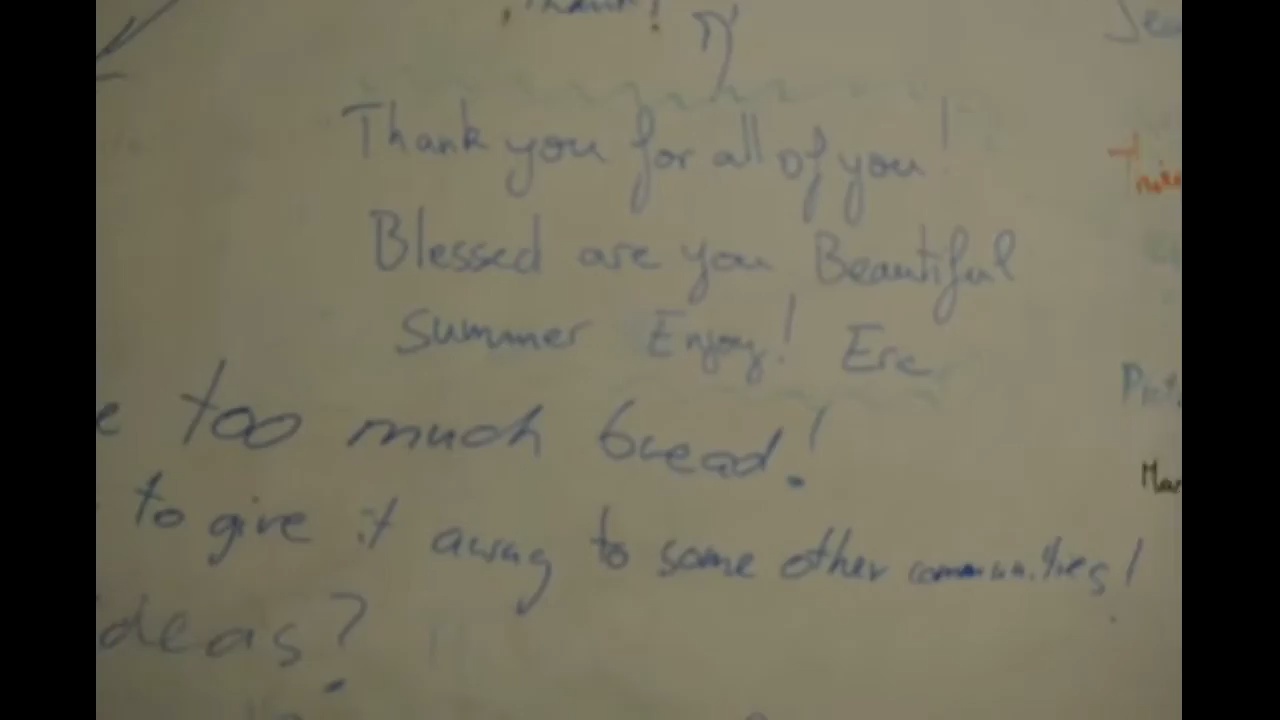 Thank you for all of you!
Blessed are you Beautiful
summer Enjoy! Ere
too much bread!
to give it away to some other communities!
ideas?